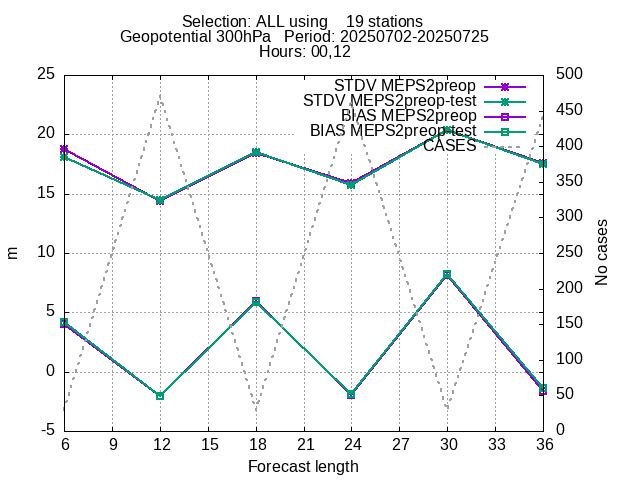 Selection: ALL using    19 stations
Geopotential 300hPa   Period: 20250702-20250725
Hours: 00,12
STDV MEPS2preop
STDV MEPS2preop-test
BIAS MEPS2preop
BIAS MEPS2preop-test
CASES
25
20
15
10
5
0
-5
m
500
450
400
350
300
250
200
150
100
50
0
No cases
6 9 12 15 18 21 24 27 30 33 36
Forecast length